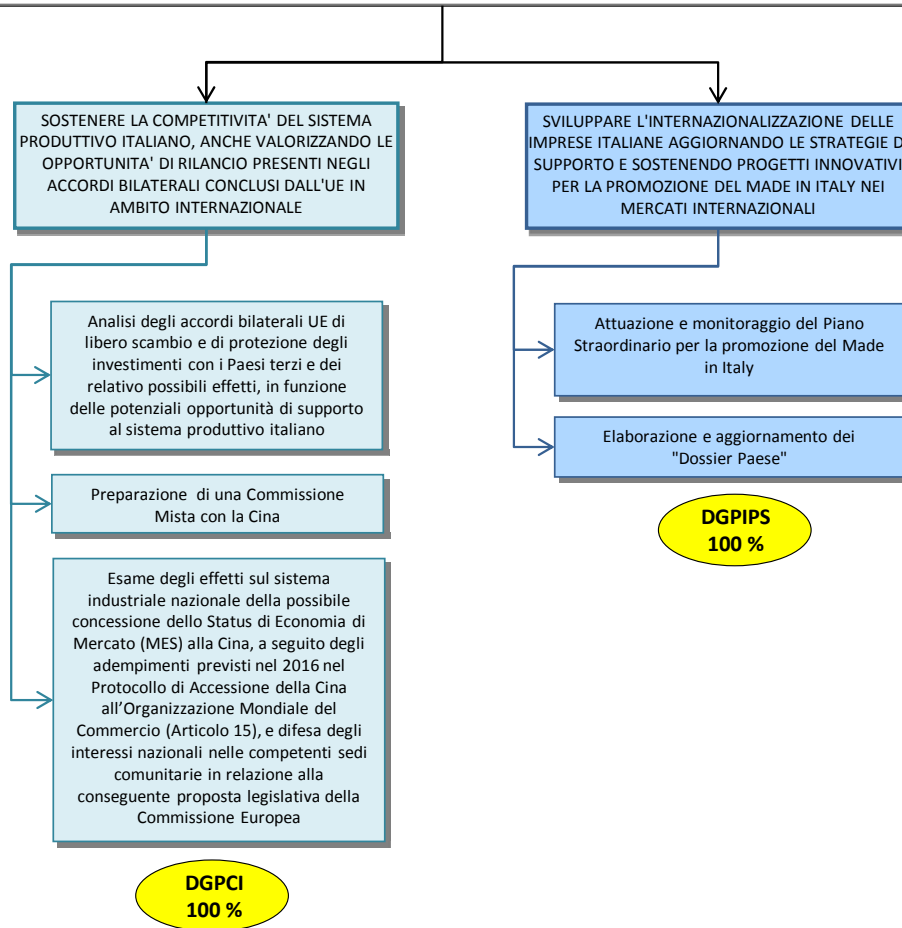 SOSTENERE LA COMPETITIVITA' DEL SISTEMA
PRODUTTIVO ITALIANO, ANCHE VALORIZZANDO LE
OPPORTUNITA' DI RILANCIO PRESENTI NEGLI
ACCORDI BILATERALI CONCLUSI DALL'UE IN
AMBITO INTERNAZIONALE
Analisi degli accordi bilaterali UE di
libero scambio e di protezione degli
investimenti con i Paesi terzi e dei
relativo possibili effetti, in funzione
delle potenziali opportunità di supporto
al sistema produttivo italiano
Preparazione di una Commissione
Mista con la Cina
Esame degli effetti sul sistema
industriale nazionale della possibile
concessione dello Status di Economia di
Mercato (MES) alla Cina, a seguito degli
adempimenti previsti nel 2016 nel
Protocollo di Accessione della Cina
all’Organizzazione Mondiale del
Commercio (Articolo 15), e difesa degli
interessi nazionali nelle competenti sedi
comunitarie in relazione alla
conseguente proposta legislativa della
Commissione Europea
DGPCI
100 %
SVILUPPARE L'INTERNAZIONALIZZAZIONE DELLE
IMPRESE ITALIANE AGGIORNANDO LE STRATEGIE D
SUPPORTO E SOSTENENDO PROGETTI INNOVATIVI
PER LA PROMOZIONE DEL MADE IN ITALY NEI
MERCATI INTERNAZIONALI
Attuazione e monitoraggio del Piano
Straordinario per la promozione del Made
in Italy
Elaborazione e aggiornamento dei
"Dossier Paese"
DGPIPS
100 %